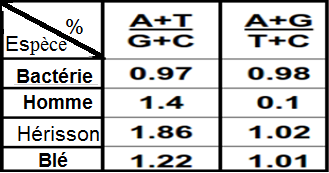 %
Espèce
A+T
G+C
A+G
T+C
Bactérie 0.97 0.98
Homme 1.4 0.1
Hérisson 1.86 1.02
Blé 1.22 1.01